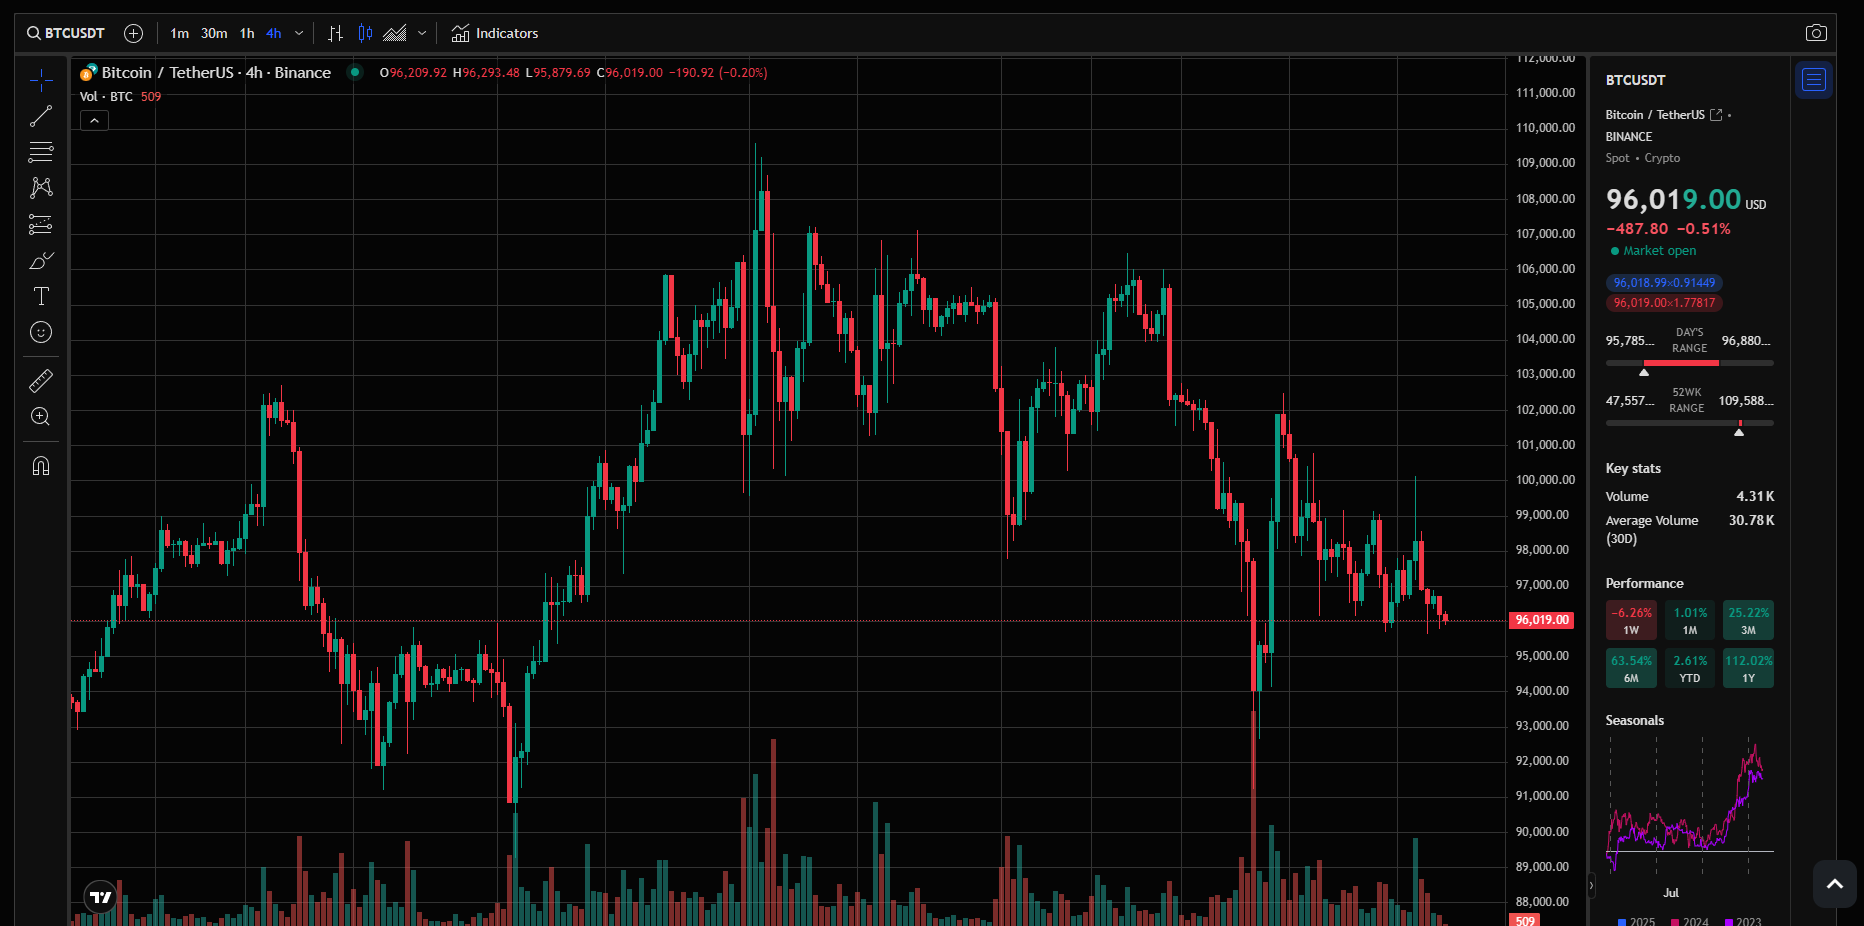 BTCUSDT 1m 30m 1h 4h Indicators
Bitcoin / TetherUS · 4h · Binance O96,209.92 H96,293.48 L95,879.69 C96,019.00 −190.92 (−0.20%)
Vol · BTC 509
112,000.00
111,000.00
110,000.00
109,000.00
108,000.00
107,000.00
106,000.00
105,000.00
104,000.00
103,000.00
102,000.00
101,000.00
100,000.00
99,000.00
98,000.00
97,000.00
96,019.00
95,000.00
94,000.00
93,000.00
92,000.00
91,000.00
90,000.00
89,000.00
88,000.00
509
BTCUSDT
Bitcoin / TetherUS •
BINANCE
Spot • Crypto
96,019.00 USD
−487.80 −0.51%
Market open
96,018.99×0.91449
96,019.00×1.77817
95,785... DAY'S RANGE 96,880...
47,557... 52WK RANGE 109,588...
Key stats
Volume 4.31K
Average Volume (30D) 30.78K
Performance
−6.26% 1.01% 25.22%
1W 1M 3M
63.54% 2.61% 112.02%
6M YTD 1Y
Seasonals
Jul
2025 2024 2023